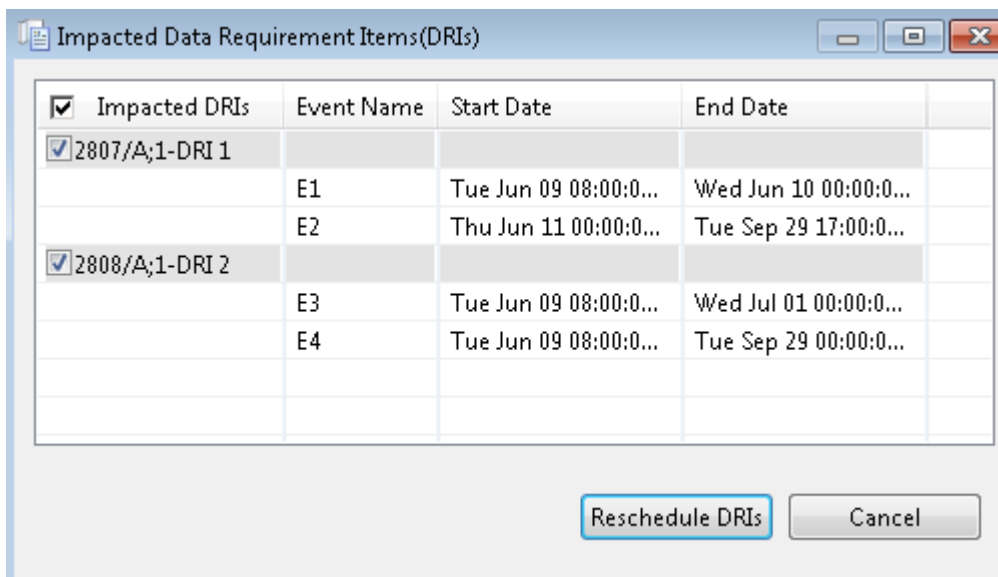 Impacted Data Requirement Items(DRIs)
Impacted DRIs Event Name Start Date End Date
2807/A;1-DRI 1
E1 Tue Jun 09 08:00:0... Wed Jun 10 00:00:0...
E2 Thu Jun 11 00:00:0... Tue Sep 29 17:00:0...
2808/A;1-DRI 2
E3 Tue Jun 09 08:00:0... Wed Jul 01 00:00:0...
E4 Tue Jun 09 08:00:0... Tue Sep 29 00:00:0...
Reschedule DRIs Cancel